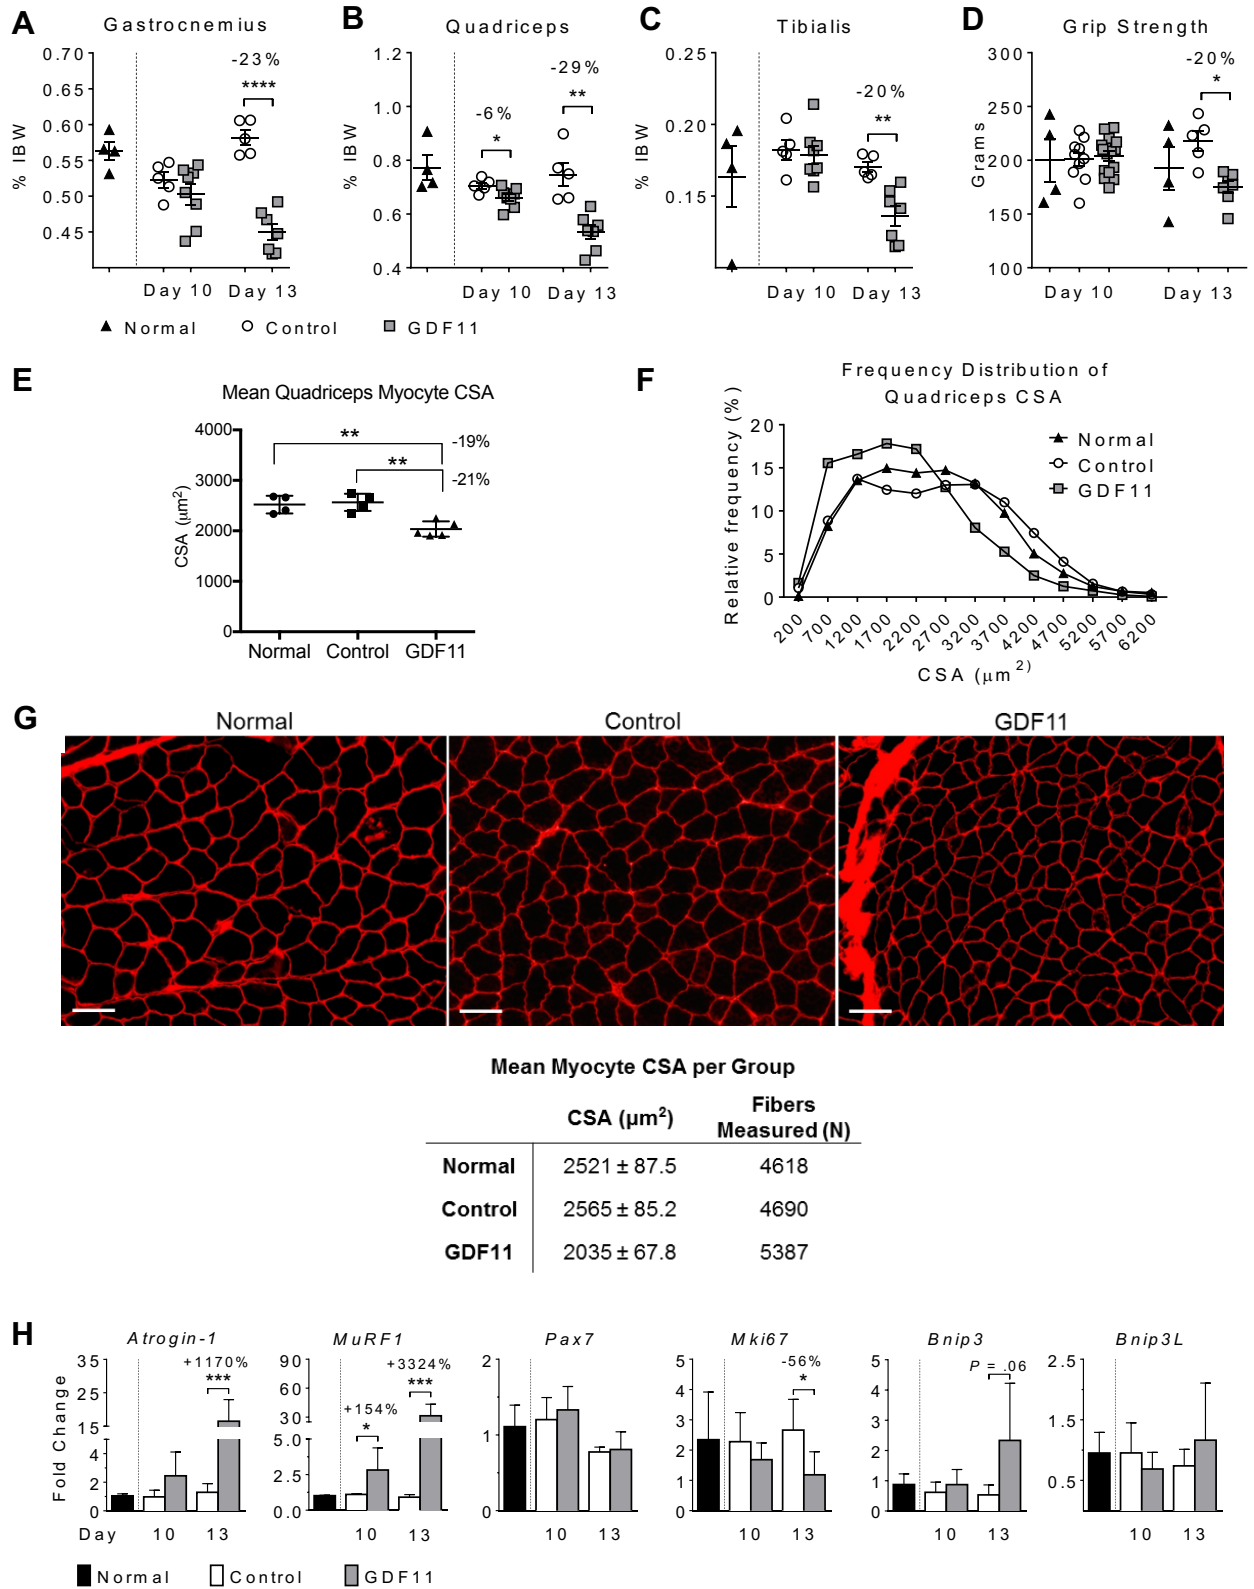 A
Gastrocnemius
% IBW
0.70
0.65
0.60
0.55
0.50
0.45
-23%
****
Day 10
Day 13
B
Quadriceps
% IBW
1.2
1.0
0.8
0.6
0.4
-6%
*
-29%
**
Day 10
Day 13
C
Tibialis
% IBW
0.25
0.20
0.15
-20%
**
Day 10
Day 13
D
Grip Strength
Grams
300
250
200
150
100
-20%
*
Day 10
Day 13
Normal
Control
GDF11
E
Mean Quadriceps Myocyte CSA
CSA (µm²)
4000
3000
2000
1000
0
**
-19%
**
-21%
Normal
Control
GDF11
F
Frequency Distribution of
Quadriceps CSA
Relative frequency (%)
20
15
10
5
0
Normal
Control
GDF11
200
700
1200
1700
2200
2700
3200
3700
4200
4700
5200
5700
6200
CSA (µm²)
G
Normal
Control
GDF11
Mean Myocyte CSA per Group
CSA (µm²)
Fibers
Measured (N)
Normal 2521 ± 87.5 4618
Control 2565 ± 85.2 4690
GDF11 2035 ± 67.8 5387
H
Atrogin-1
Fold Change
35
25
15
4
2
0
+1170%
***
MuRF1
90
60
30
5.0
2.5
0.0
+154%
*
+3324%
***
Pax7
2
1
0
Mki67
5
4
3
2
1
0
-56%
*
Bnip3
5
4
3
2
1
0
P = .06
Bnip3L
2.5
1.5
0.5
Day
10
13
10
13
10
13
10
13
10
13
10
13
Normal
Control
GDF11